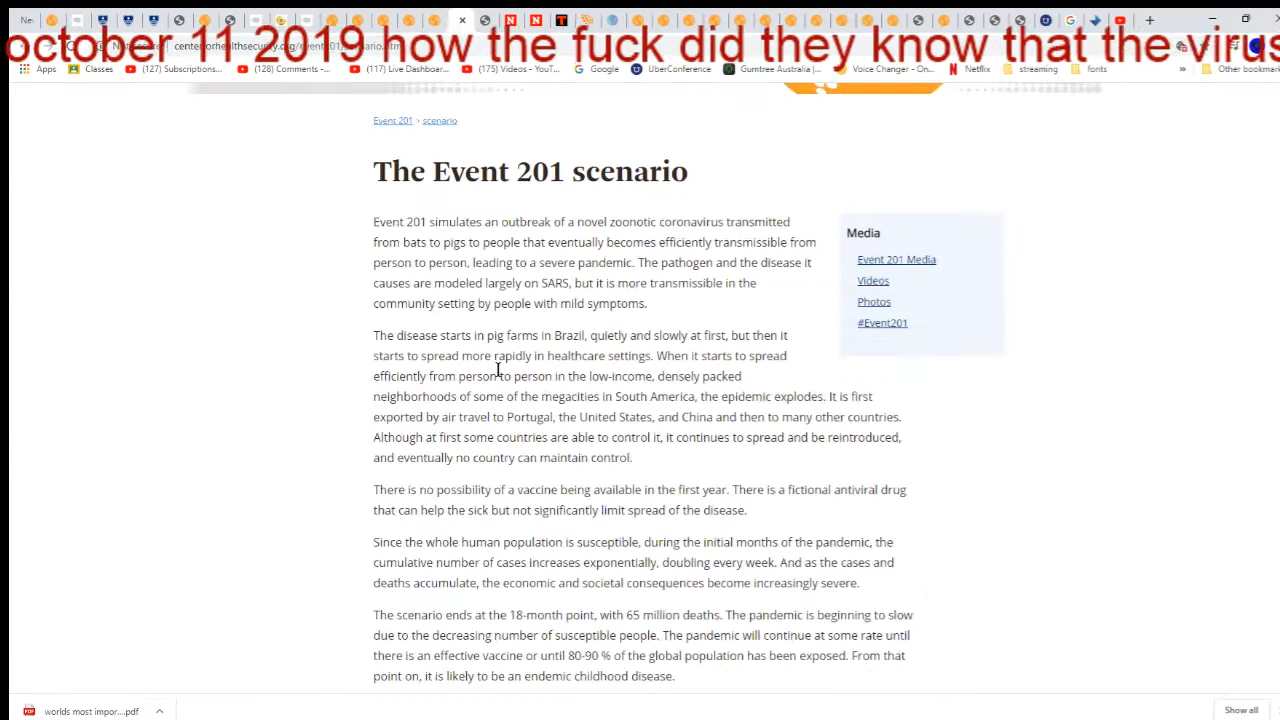 october 11 2019 how the fuck did they know that the virus
Apps
Classes
(127) Subscriptions...
(128) Comments -...
(117) Live Dashboar...
(175) Videos - YouT...
Google
UberConference
Gumtree Australia |...
Voice Changer - On...
Netflix
streaming
fonts
»
Other bookmar
Event 201 > scenario
The Event 201 scenario
Event 201 simulates an outbreak of a novel zoonotic coronavirus transmitted
from bats to pigs to people that eventually becomes efficiently transmissible from
person to person, leading to a severe pandemic. The pathogen and the disease it
causes are modeled largely on SARS, but it is more transmissible in the
community setting by people with mild symptoms.
The disease starts in pig farms in Brazil, quietly and slowly at first, but then it
starts to spread more rapidly in healthcare settings. When it starts to spread
efficiently from person to person in the low-income, densely packed
neighborhoods of some of the megacities in South America, the epidemic explodes. It is first
exported by air travel to Portugal, the United States, and China and then to many other countries.
Although at first some countries are able to control it, it continues to spread and be reintroduced,
and eventually no country can maintain control.
There is no possibility of a vaccine being available in the first year. There is a fictional antiviral drug
that can help the sick but not significantly limit spread of the disease.
Since the whole human population is susceptible, during the initial months of the pandemic, the
cumulative number of cases increases exponentially, doubling every week. And as the cases and
deaths accumulate, the economic and societal consequences become increasingly severe.
The scenario ends at the 18-month point, with 65 million deaths. The pandemic is beginning to slow
due to the decreasing number of susceptible people. The pandemic will continue at some rate until
there is an effective vaccine or until 80-90 % of the global population has been exposed. From that
point on, it is likely to be an endemic childhood disease.
Media
Event 201 Media
Videos
Photos
#Event201
worlds most impor....pdf
Show all